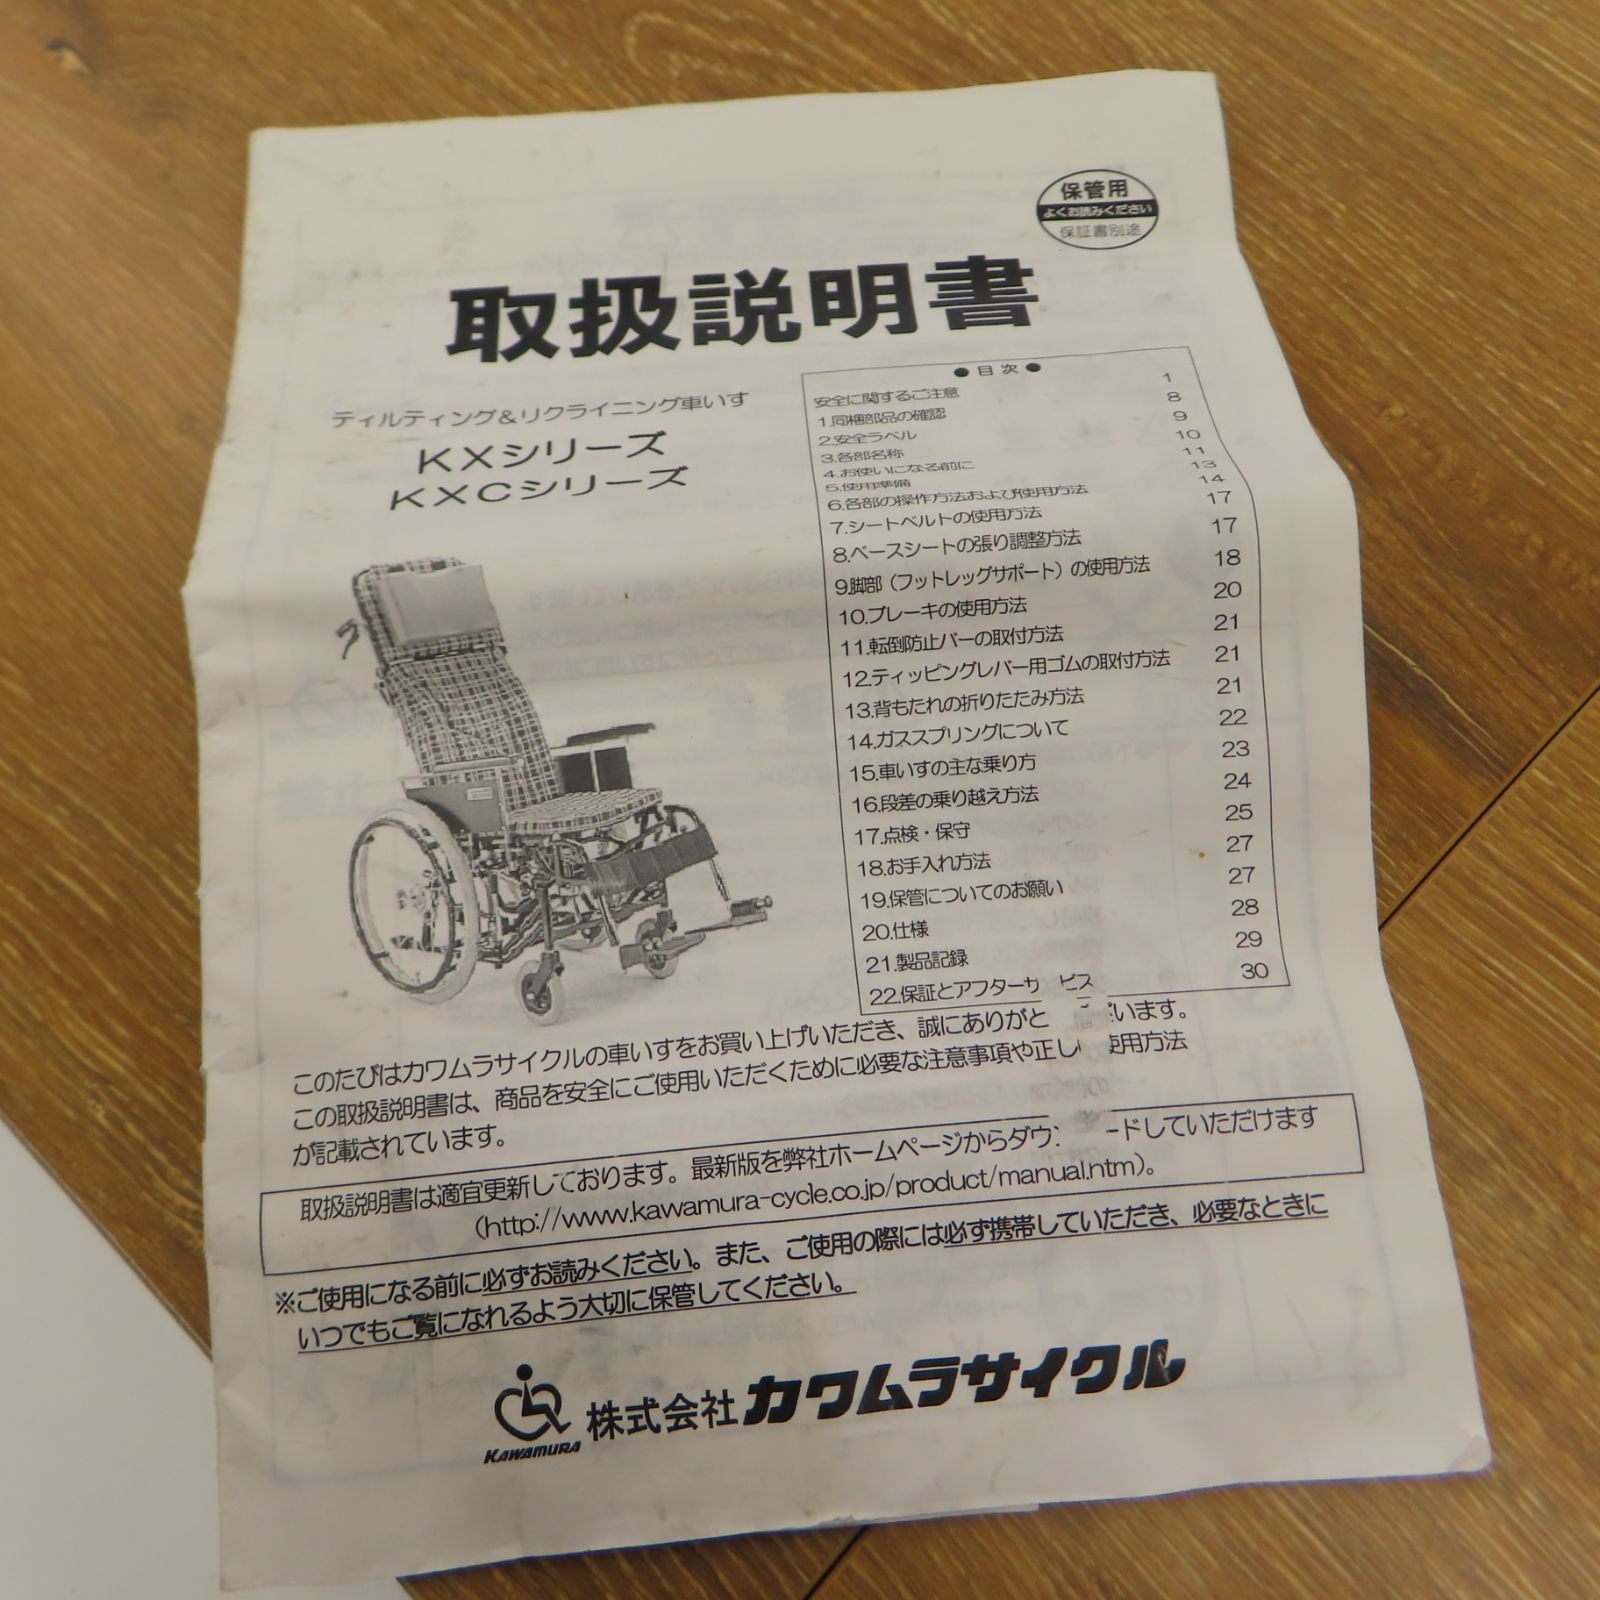 保管用
よくお読みください
保証書別途
取扱説明書
ティルティング&リクライニング車いす
KXシリーズ
KXCシリーズ
●目次●
安全に関するご注意 1
1.同梱部品の確認 8
2.安全ラベル 9
3.各部名称 10
4.お使いになる前に 11
5.使用準備 13
6.各部の操作方法および使用方法 14
7.シートベルトの使用方法 17
8.ベースシートの張り調整方法 17
9.脚部（フットレッグサポート）の使用方法 18
10.ブレーキの使用方法 20
11.転倒防止バーの取付方法 21
12.ティッピングレバー用ゴムの取付方法 21
13.背もたれの折りたたみ方法 21
14.ガススプリングについて 22
15.車いすの主な乗り方 23
16.段差の乗り越え方法 24
17.点検・保守 25
18.お手入れ方法 27
19.保管についてのお願い 27
20.仕様 28
21.製品記録 29
22.保証とアフターサ ビス 30
このたびはカワムラサイクルの車いすをお買い上げいただき、誠にありがと います。
この取扱説明書は、商品を安全にご使用いただくために必要な注意事項や正し 使用方法
が記載されています。
取扱説明書は適宜更新しております。最新版を弊社ホームページからダウ ードしていただけます
(http://www.kawamura-cycle.co.jp/product/manual.htm)。
※ご使用になる前に必ずお読みください。また、ご使用の際には必ず携帯していただき、必要なときに
いつでもご覧になれるよう大切に保管してください。
KAWAMURA
株式会社カワムラサイクル